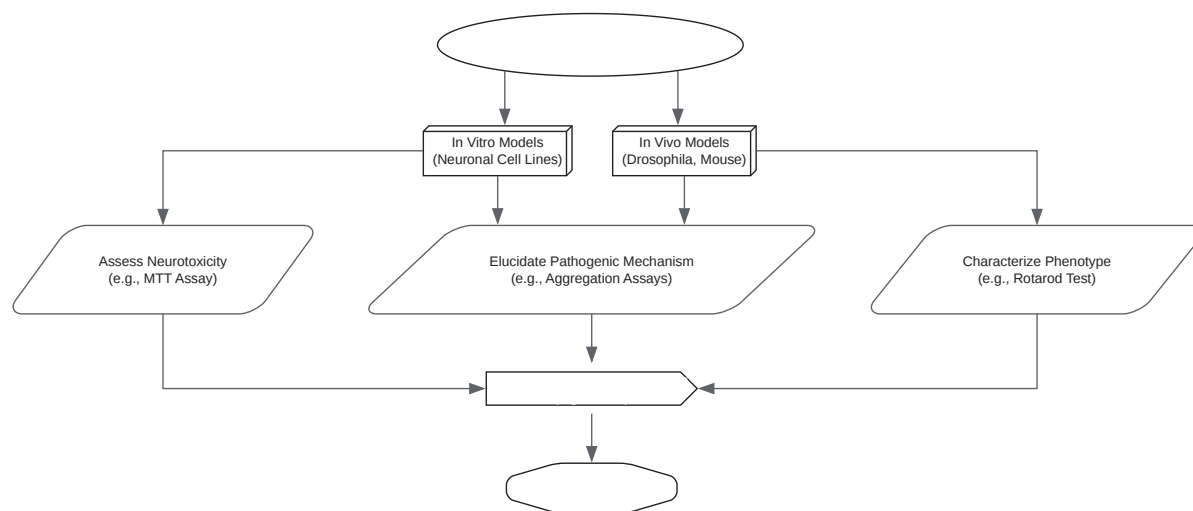 In Vitro Models
(Neuronal Cell Lines)
In Vivo Models
(Drosophila, Mouse)
Assess Neurotoxicity
(e.g., MTT Assay)
Elucidate Pathogenic Mechanism
(e.g., Aggregation Assays)
Characterize Phenotype
(e.g., Rotarod Test)